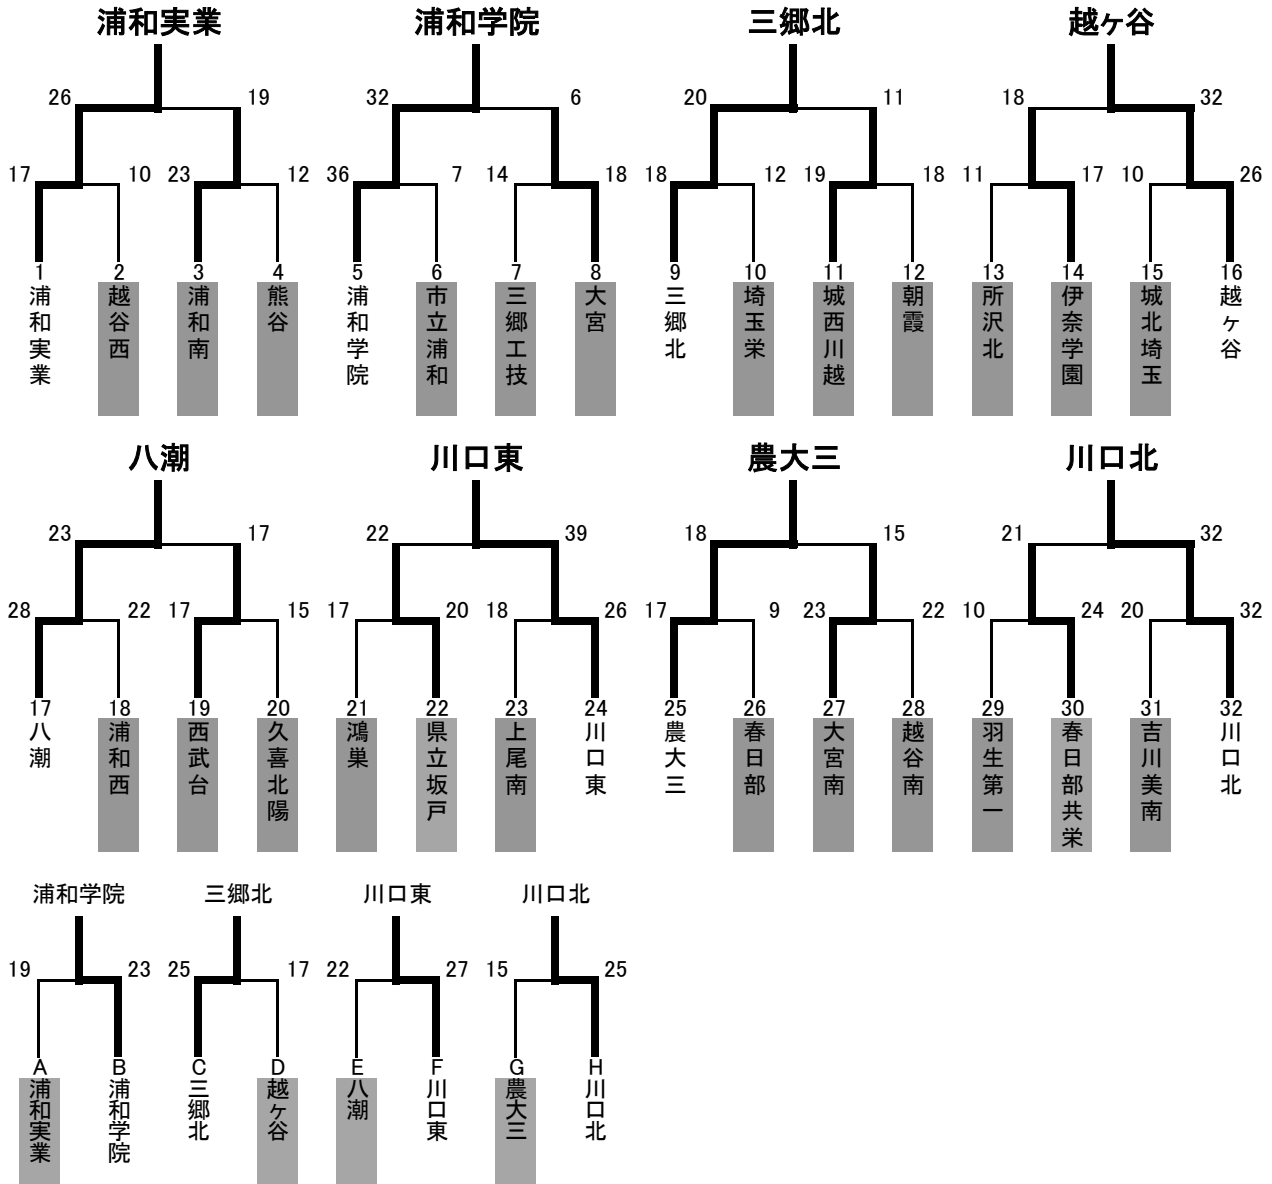 浦和実業 浦和学院 三郷北 越ヶ谷
26 19 32 6 20 11 18 32
17 10 23 12 36 7 14 18 18 12 19 18 11 17 10 26
1 2 3 4 5 6 7 8 9 10 11 12 13 14 15 16
浦和実業
越谷西
浦和南
熊谷
浦和学院
市立浦和
三郷工技
大宮
三郷北
埼玉栄
城西川越
朝霞
所沢北
伊奈学園
城北埼玉
越ヶ谷
八潮 川口東 農大三 川口北
23 17 22 39 18 15 21 32
28 22 17 15 17 20 18 26 17 9 23 22 10 24 20 32
17 18 19 20 21 22 23 24 25 26 27 28 29 30 31 32
八潮
浦和西
西武台
久喜北陽
鴻巣
県立坂戸
上尾南
川口東
農大三
春日部
大宮南
越谷南
羽生第一
春日部共栄
吉川美南
川口北
浦和学院 三郷北 川口東 川口北
19 23 25 17 22 27 15 25
A B C D E F G H
浦和実業
浦和学院
三郷北
越ヶ谷
八潮
川口東
農大三
川口北